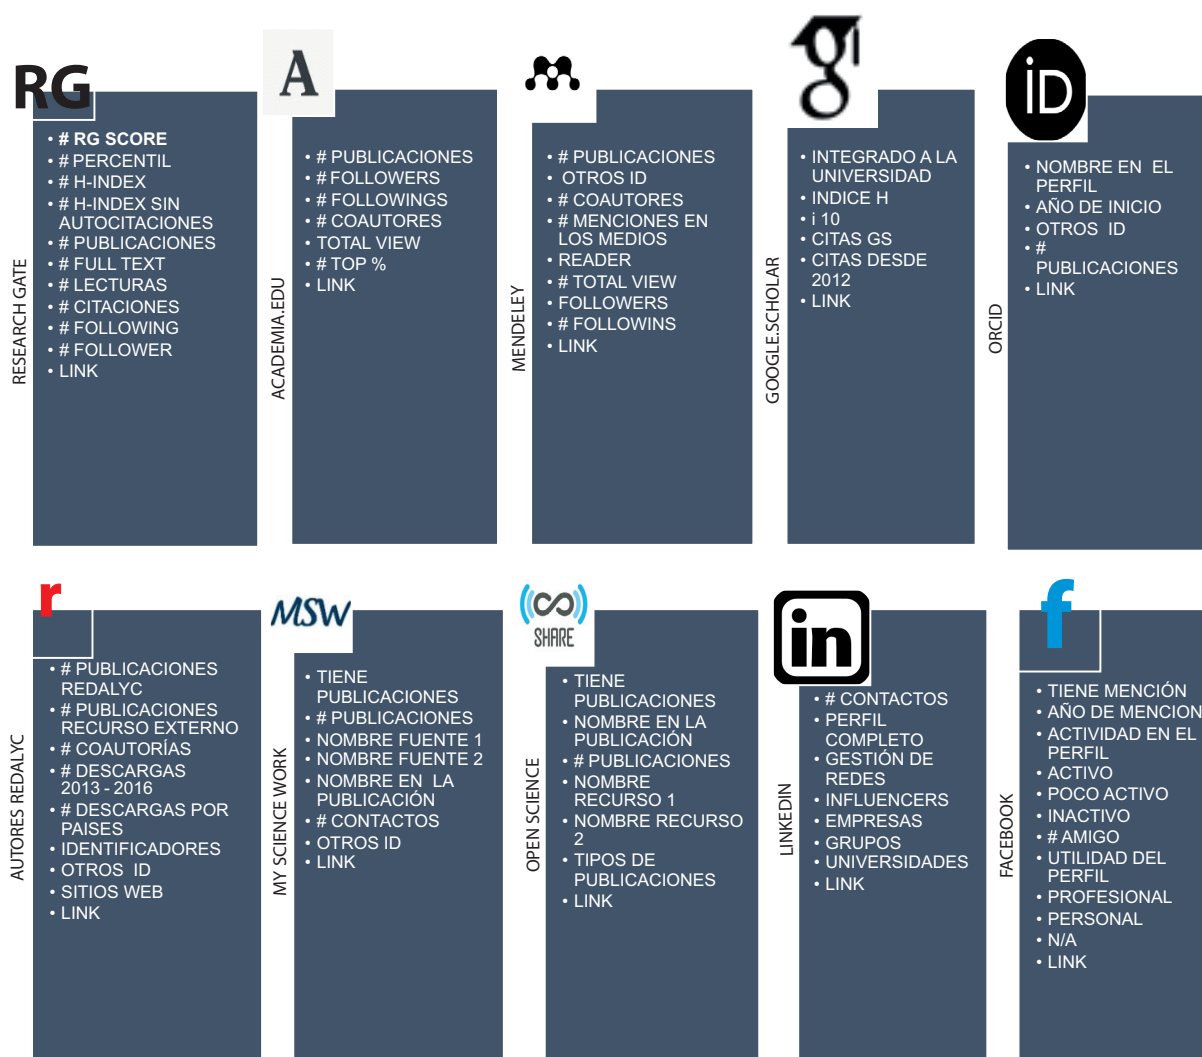 RG
RESEARCH GATE
• # RG SCORE
• # PERCENTIL
• # H-INDEX
• # H-INDEX SIN
AUTOCITACIONES
• # PUBLICACIONES
• # FULL TEXT
• # LECTURAS
• # CITACIONES
• # FOLLOWING
• # FOLLOWER
• LINK
A
ACADEMIA.EDU
• # PUBLICACIONES
• # FOLLOWERS
• # FOLLOWINGS
• # COAUTORES
• TOTAL VIEW
• # TOP %
• LINK
MENDELEY
• # PUBLICACIONES
• OTROS ID
• # COAUTORES
• # MENCIONES EN
LOS MEDIOS
• READER
• # TOTAL VIEW
• FOLLOWERS
• # FOLLOWINS
• LINK
g
GOOGLE.SCHOLAR
• INTEGRADO A LA
UNIVERSIDAD
• INDICE H
• i 10
• CITAS GS
• CITAS DESDE
2012
• LINK
iD
ORCID
• NOMBRE EN EL
PERFIL
• AÑO DE INICIO
• OTROS ID
• #
PUBLICACIONES
• LINK
r
AUTORES REDALYC
• # PUBLICACIONES
REDALYC
• # PUBLICACIONES
RECURSO EXTERNO
• # COAUTORÍAS
• # DESCARGAS
2013 - 2016
• # DESCARGAS POR
PAISES
• IDENTIFICADORES
• OTROS ID
• SITIOS WEB
• LINK
MSW
MY SCIENCE WORK
• TIENE
PUBLICACIONES
• # PUBLICACIONES
• NOMBRE FUENTE 1
• NOMBRE FUENTE 2
• NOMBRE EN LA
PUBLICACIÓN
• # CONTACTOS
• OTROS ID
• LINK
SHARE
OPEN SCIENCE
• TIENE
PUBLICACIONES
• NOMBRE EN LA
PUBLICACIÓN
• # PUBLICACIONES
• NOMBRE
RECURSO 1
• NOMBRE RECURSO
2
• TIPOS DE
PUBLICACIONES
• LINK
in
LINKEDIN
• # CONTACTOS
• PERFIL
COMPLETO
• GESTIÓN DE
REDES
• INFLUENCERS
• EMPRESAS
• GRUPOS
• UNIVERSIDADES
• LINK
f
FACEBOOK
• TIENE MENCIÓN
• AÑO DE MENCION
• ACTIVIDAD EN EL
PERFIL
• ACTIVO
• POCO ACTIVO
• INACTIVO
• # AMIGO
• UTILIDAD DEL
PERFIL
• PROFESIONAL
• PERSONAL
• N/A
• LINK